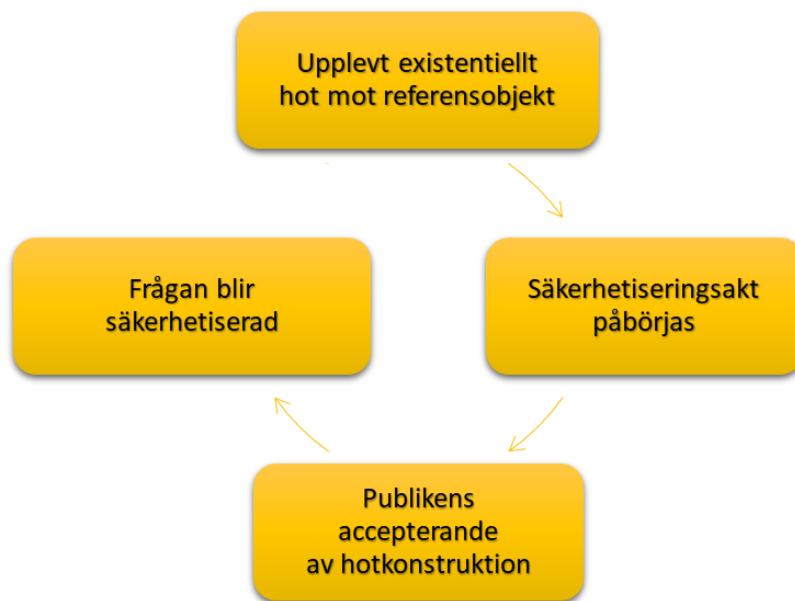 Upplevt existentiellt
hot mot referensobjekt
Säkerhetiseringsakt
påbörjas
Publikens
accepterande
av hotkonstruktion
Frågan blir
säkerhetiserad